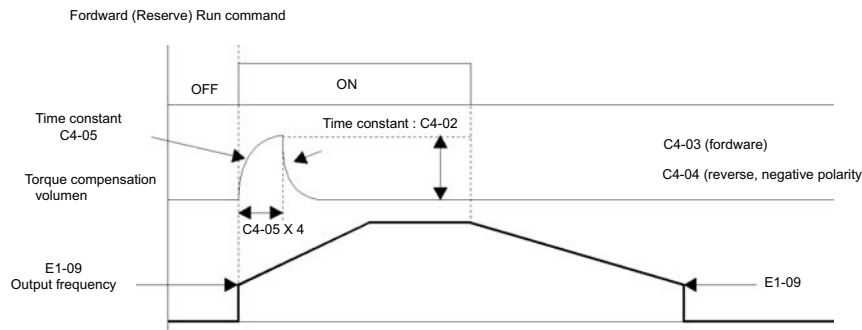 Fordward (Reserve) Run command
OFF
ON
Time constant
C4-05
Time constant : C4-02
C4-03 (fordware)
C4-04 (reverse, negative polarity
Torque compensation
volumen
C4-05 X 4
E1-09
Output frequency
E1-09